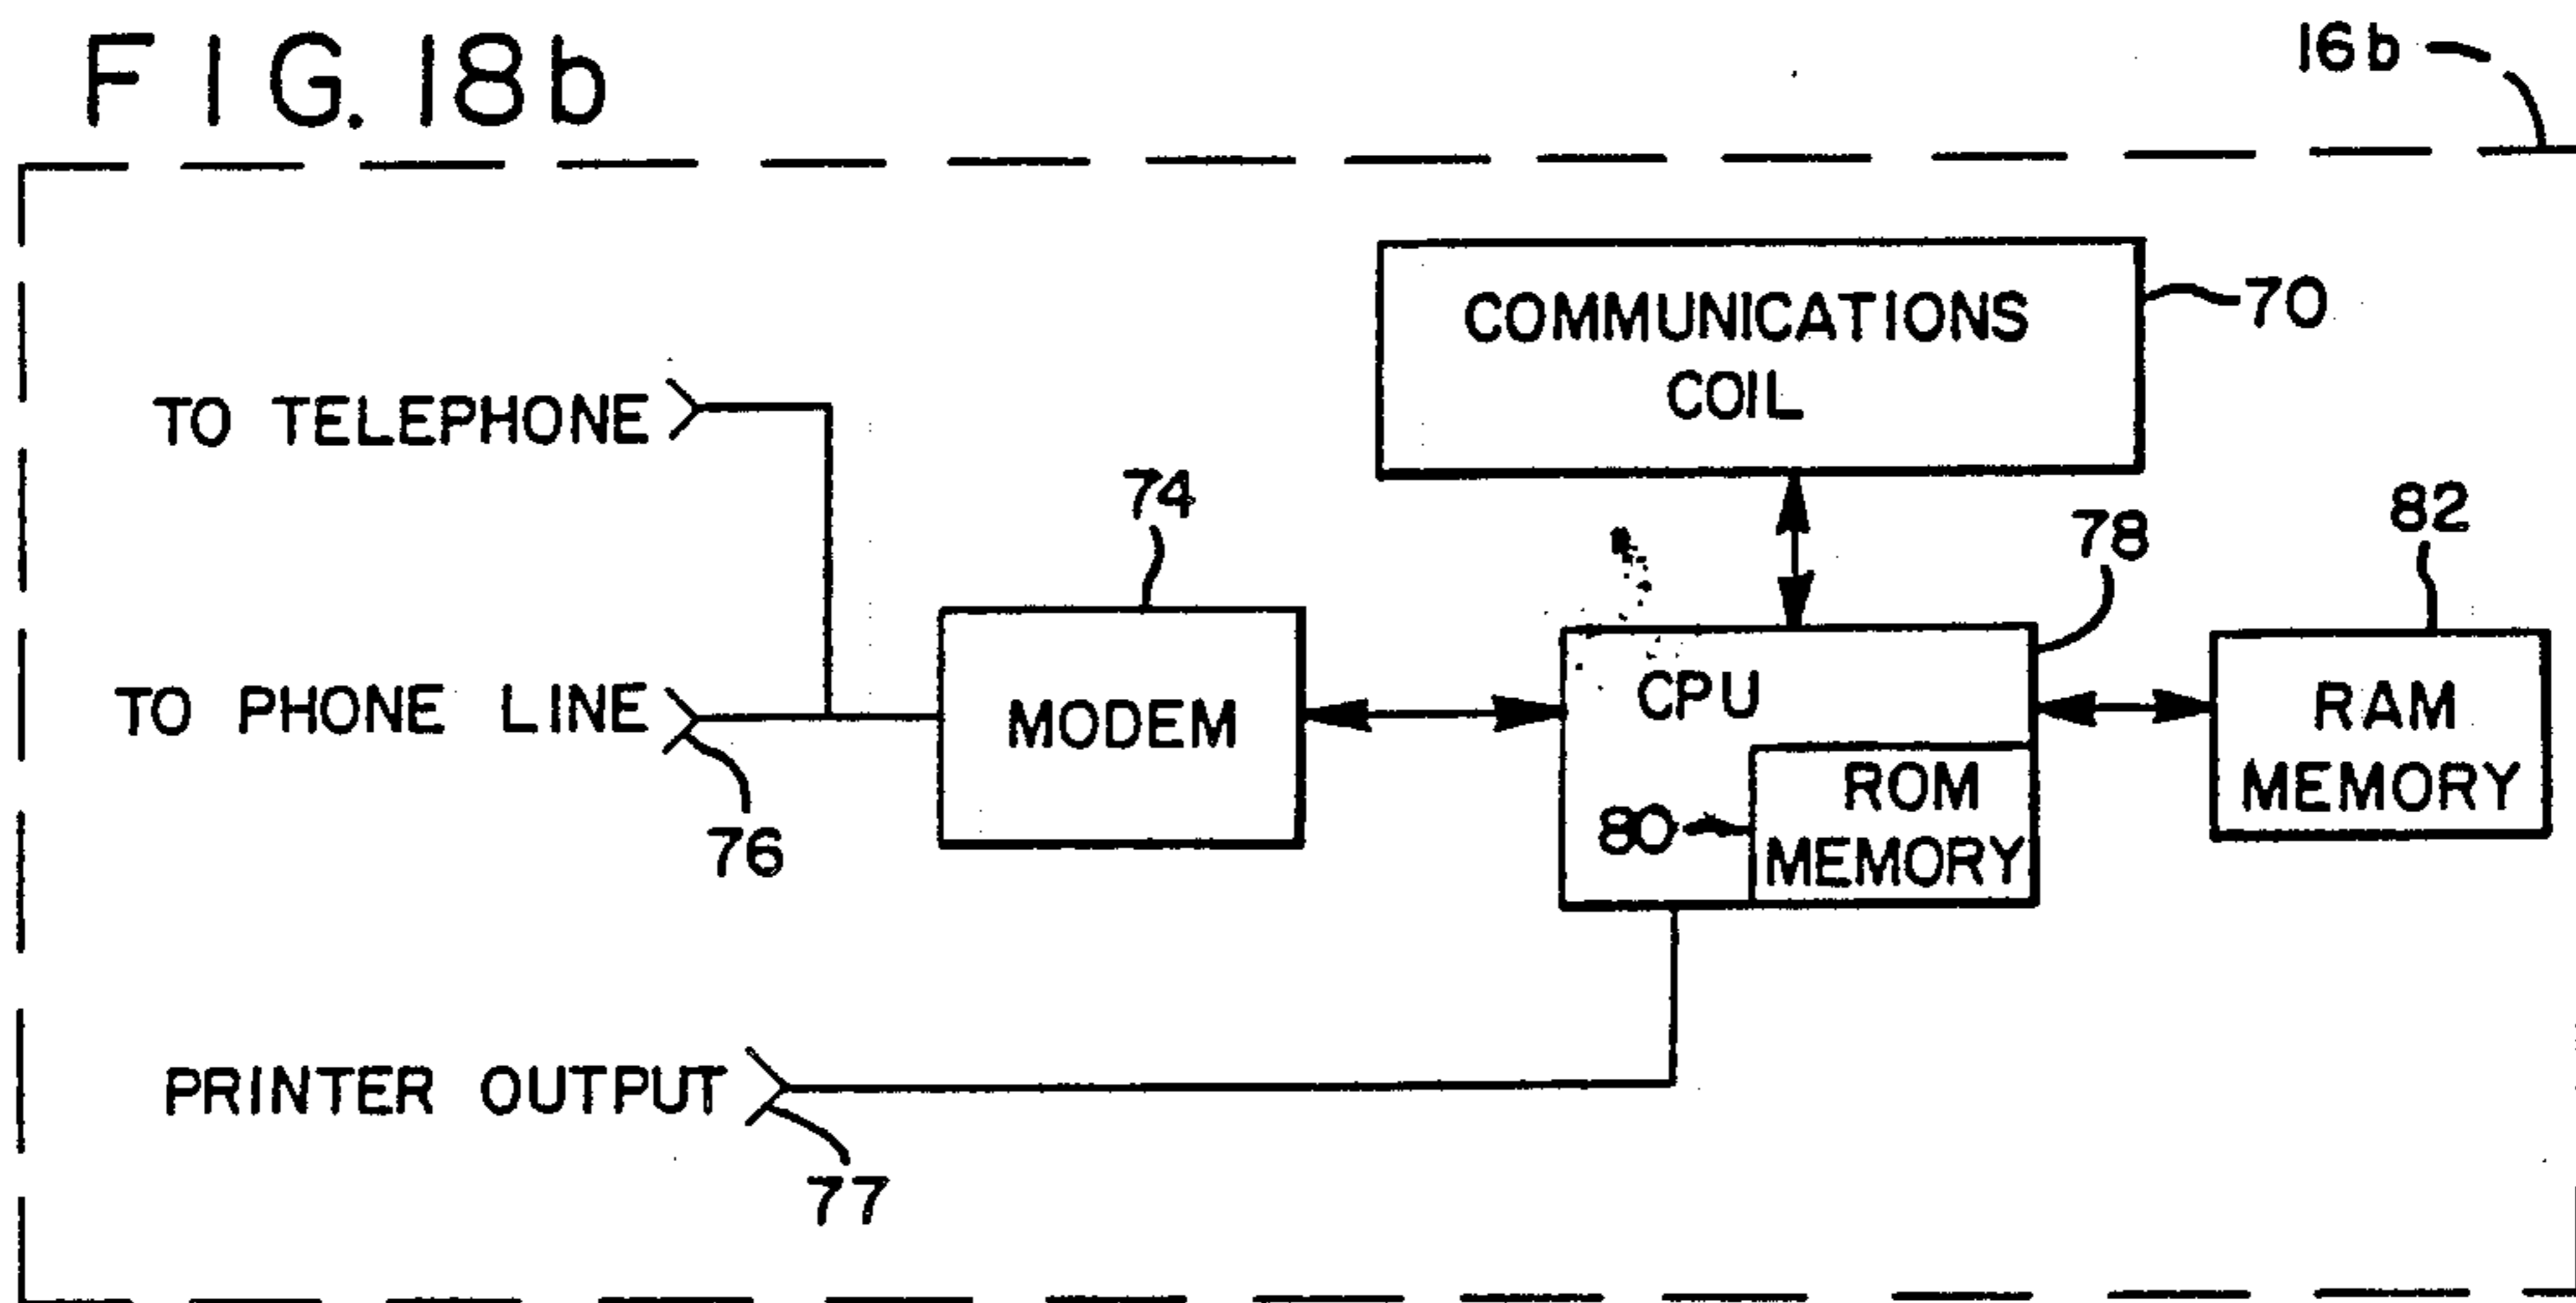 FIG. 18b
16b
COMMUNICATIONS
COIL
70
TO TELEPHONE
74
78
82
TO PHONE LINE
76
MODEM
CPU
80
ROM
MEMORY
RAM
MEMORY
PRINTER OUTPUT
77